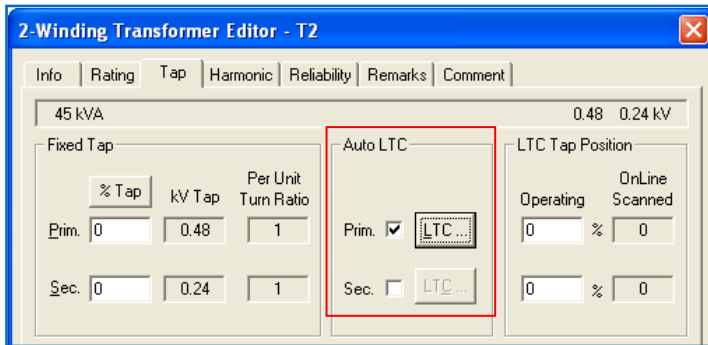 2-Winding Transformer Editor - T2
Info Rating Tap Harmonic Reliability Remarks Comment
45 kVA 0.48 0.24 kV
Fixed Tap Auto LTC LTC Tap Position
% Tap kV Tap Per Unit Turn Ratio Operating OnLine Scanned
Prim. 0 0.48 1 Prim. LTC ... 0 % 0
Sec. 0 0.24 1 Sec. LTC ... 0 % 0